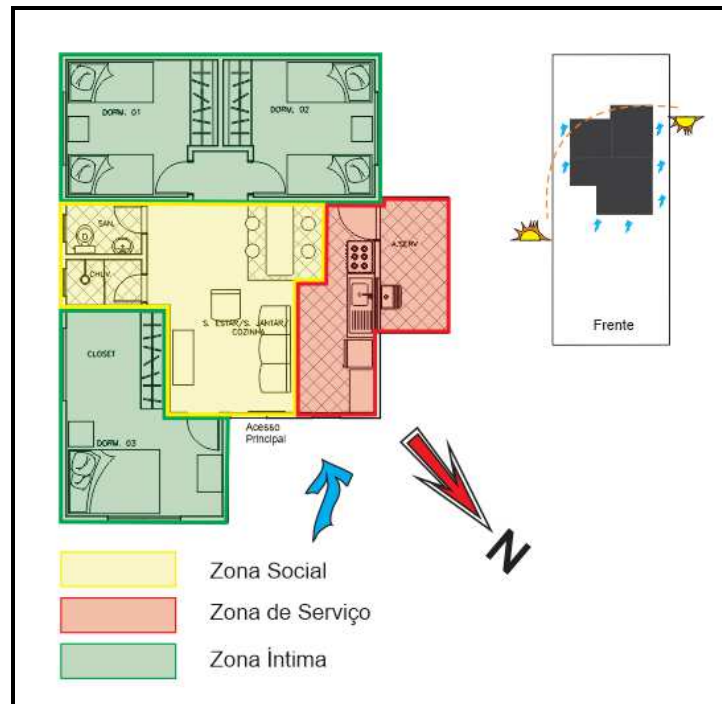 DORM. 01
DORM. 02
SAN.
A.SERV
CHUV.
S. ESTAR/S. JANTAR/
COZINHA
CLOSET
DORM. 03
Acesso
Principal
Frente
N
Zona Social
Zona de Serviço
Zona Íntima